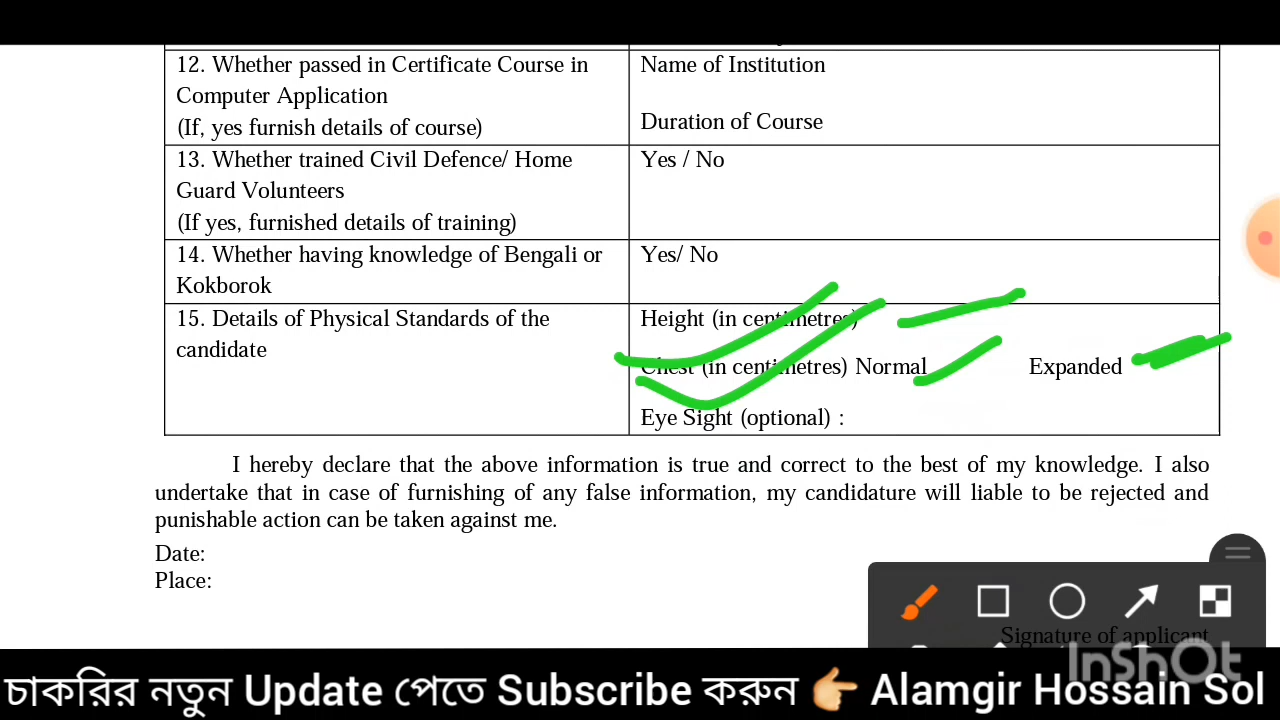 12. Whether passed in Certificate Course in
Computer Application
(If, yes furnish details of course)
Name of Institution
Duration of Course
13. Whether trained Civil Defence/ Home
Guard Volunteers
(If yes, furnished details of training)
Yes / No
14. Whether having knowledge of Bengali or
Kokborok
Yes/ No
15. Details of Physical Standards of the
candidate
Height (in centimetres)
Chest (in centimetres) Normal Expanded
Eye Sight (optional) :
I hereby declare that the above information is true and correct to the best of my knowledge. I also
undertake that in case of furnishing of any false information, my candidature will liable to be rejected and
punishable action can be taken against me.
Date:
Place:
Signature of applicant
InShOt
চাকরির নতুন Update পেতে Subscribe করুন 👉 Alamgir Hossain Sol